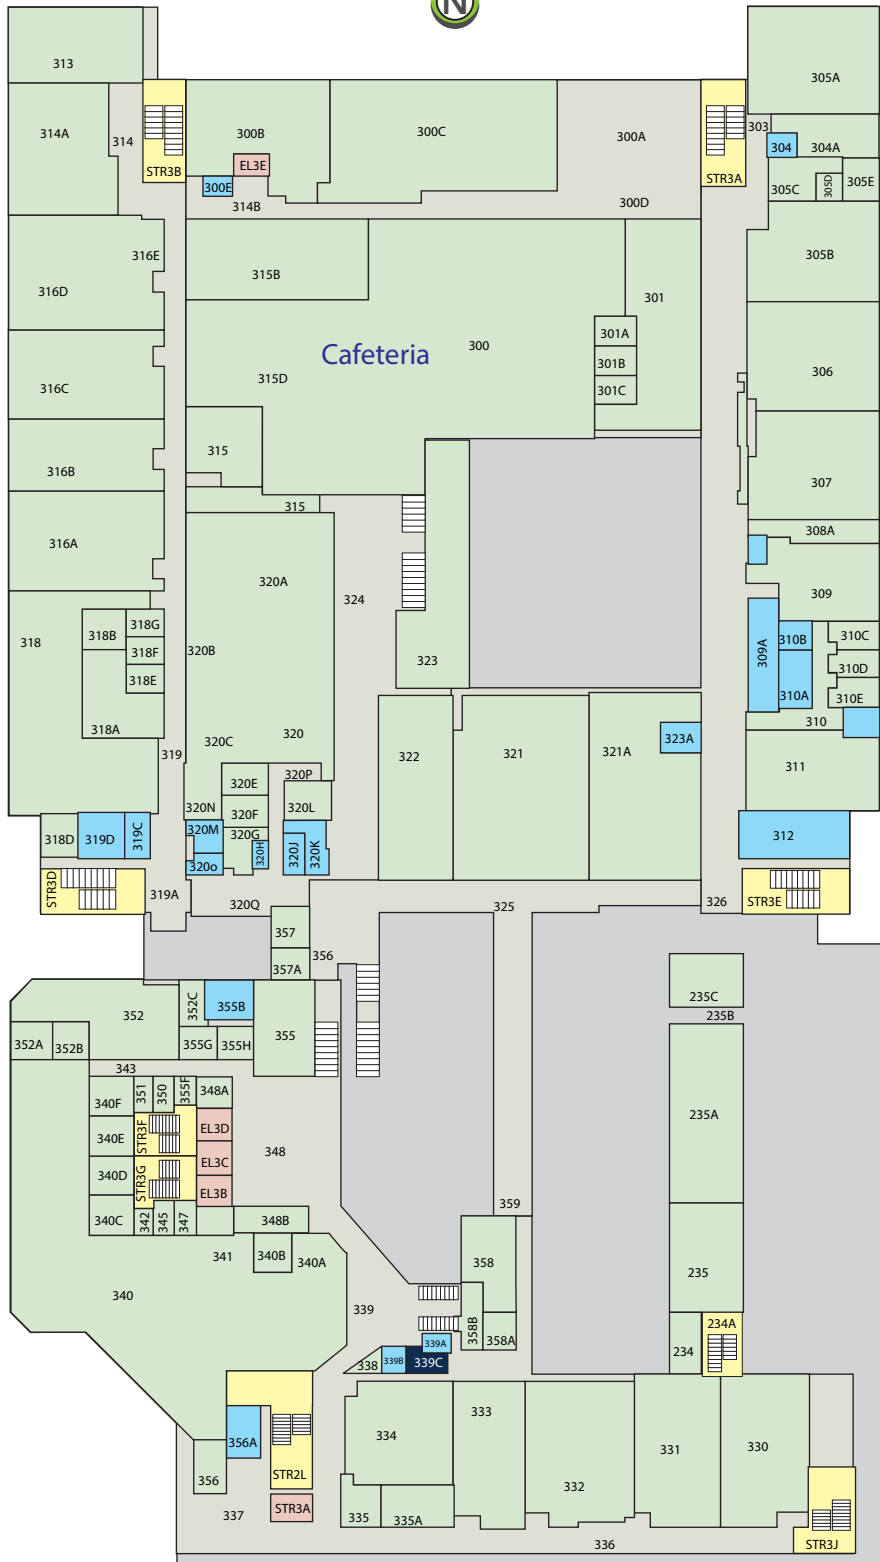 N
313
314A
314
STR3B
300B
EL3E
300E
314B
300C
300A
300D
STR3A
303
305A
304
304A
305C
305D
305E
305B
316E
316D
316C
316B
316A
315B
Cafeteria
300
315D
301
301A
301B
301C
306
307
315
315
308A
309
309A
310B
310C
310D
310A
310E
310
311
312
318
318B
318G
318F
318E
318A
319
320A
320B
324
323
320C
320
320P
320E
320N
320F
320L
320M
320G
320H
320J
320K
320o
322
321
321A
323A
318D
319D
319C
STR3D
319A
320Q
325
326
STR3E
357
357A
356
352
352C
355B
355
352A
352B
355G
355H
343
340F
351
350
355F
348A
340E
STR3F
EL3D
340D
STR3G
EL3C
EL3B
348
340C
342
345
347
348B
341
340B
340A
340
235C
235B
235A
235
234A
234
359
358
358B
358A
339
339A
339B
339C
338
356A
356
STR2L
STR3A
337
334
333
332
331
330
335
335A
336
STR3J